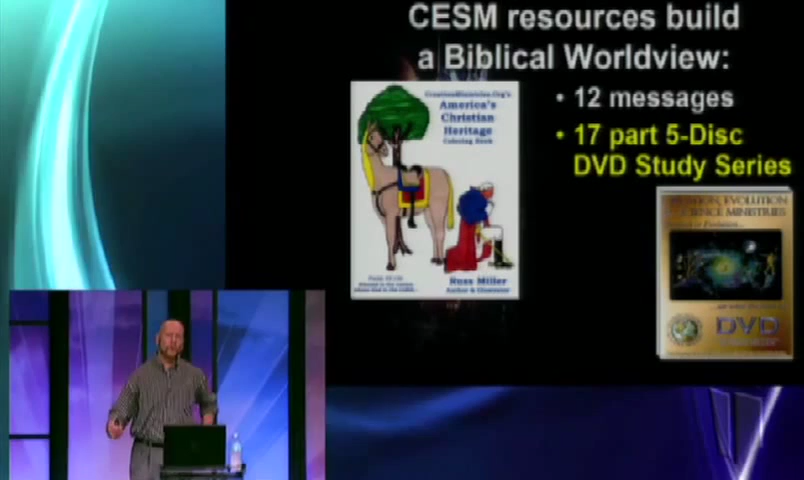 CESM resources build
a Biblical Worldview:
• 12 messages
• 17 part 5-Disc
DVD Study Series
CreationMinistries.Org's
America's
Christian
Heritage
Coloring Book
Russ Miller
Author & Illustrator
EVOLUTION
SCIENCE MINISTRIES
DVD